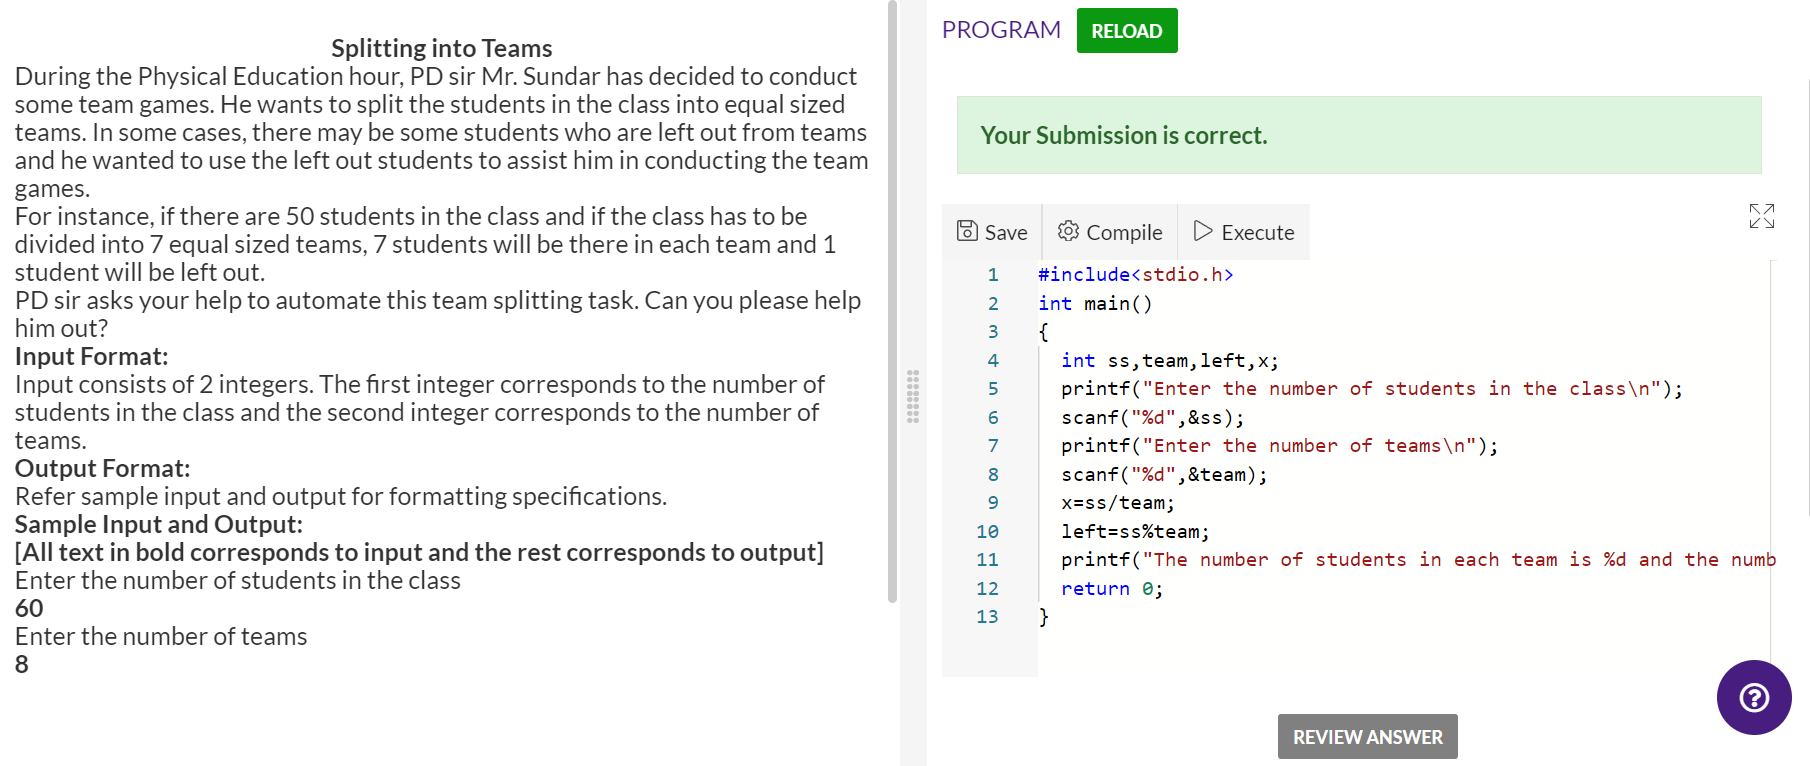 Splitting into Teams
During the Physical Education hour, PD sir Mr. Sundar has decided to conduct
some team games. He wants to split the students in the class into equal sized
teams. In some cases, there may be some students who are left out from teams
and he wanted to use the left out students to assist him in conducting the team
games.
For instance, if there are 50 students in the class and if the class has to be
divided into 7 equal sized teams, 7 students will be there in each team and 1
student will be left out.
PD sir asks your help to automate this team splitting task. Can you please help
him out?
Input Format:
Input consists of 2 integers. The first integer corresponds to the number of
students in the class and the second integer corresponds to the number of
teams.
Output Format:
Refer sample input and output for formatting specifications.
Sample Input and Output:
[All text in bold corresponds to input and the rest corresponds to output]
Enter the number of students in the class
60
Enter the number of teams
8
PROGRAM RELOAD
Your Submission is correct.
Save Compile Execute
1 #include<stdio.h>
2 int main()
3 {
4 int ss,team,left,x;
5 printf("Enter the number of students in the class\n");
6 scanf("%d",&ss);
7 printf("Enter the number of teams\n");
8 scanf("%d",&team);
9 x=ss/team;
10 left=ss%team;
11 printf("The number of students in each team is %d and the numb
12 return 0;
13 }
REVIEW ANSWER